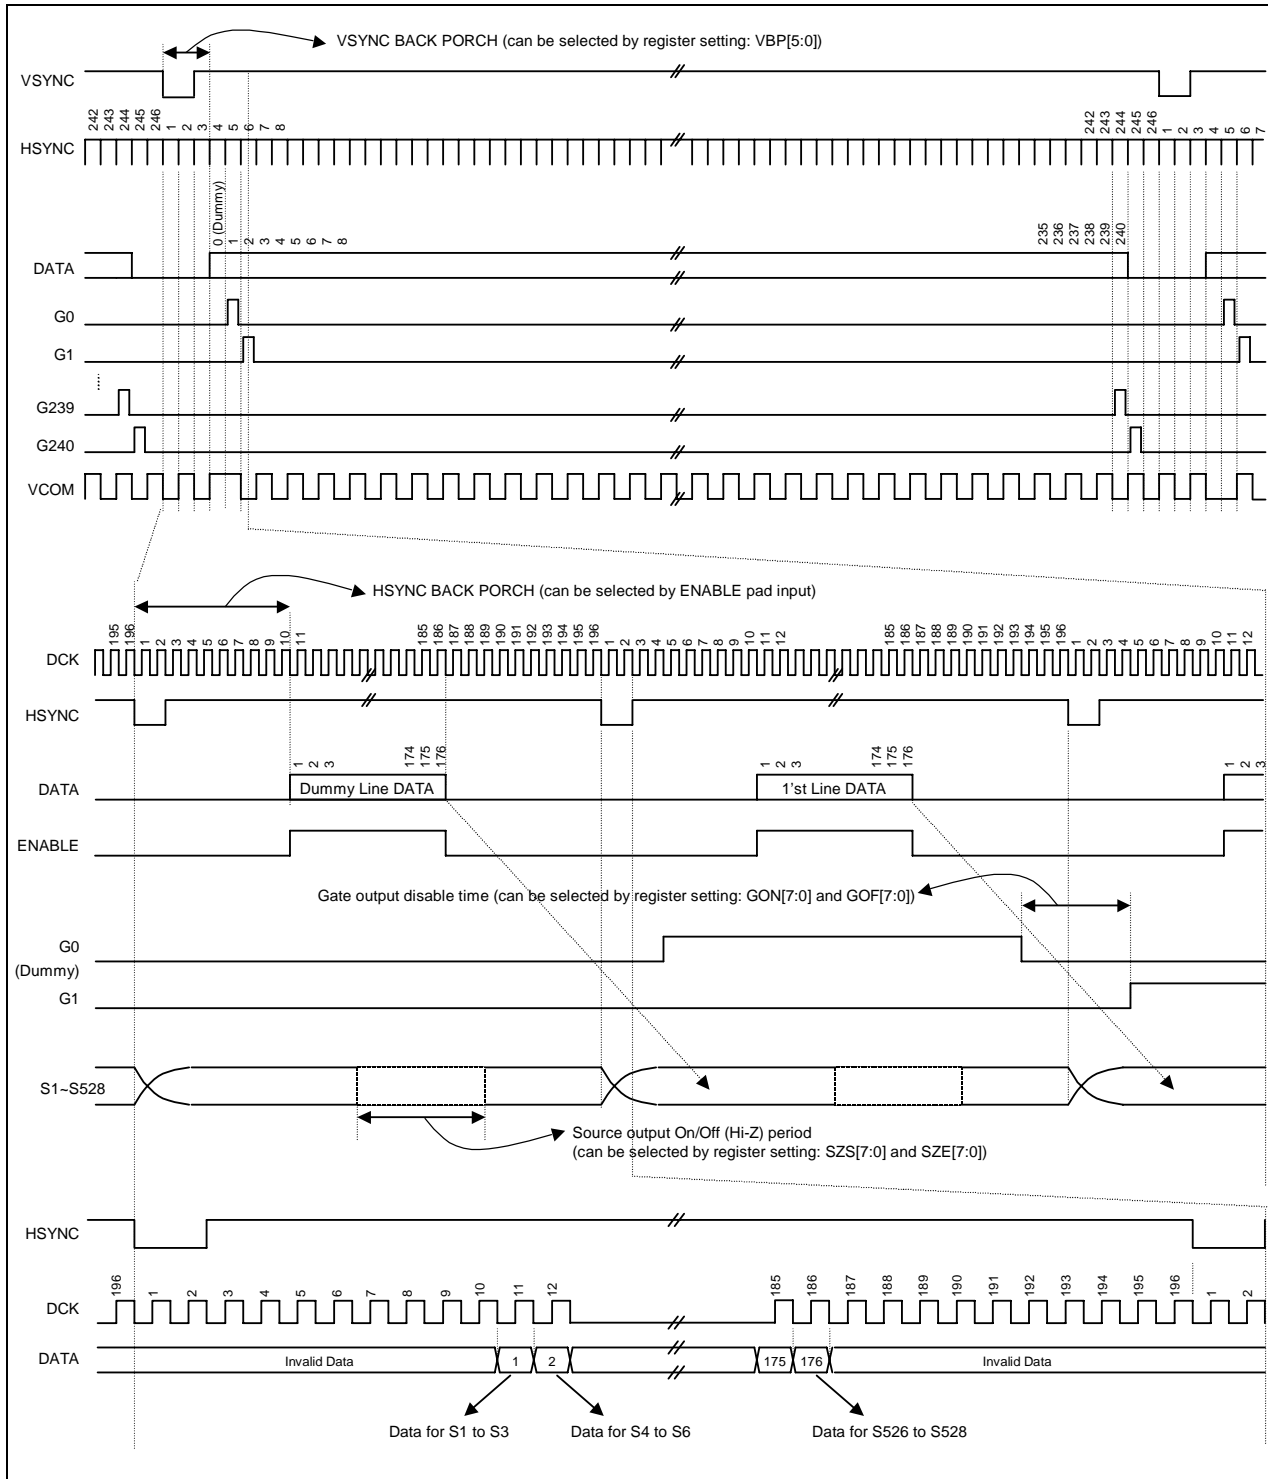 VSYNC BACK PORCH (can be selected by register setting: VBP[5:0])
VSYNC
242 243 244 245 246 1 2 3 4 5 6 7 8
242 243 244 245 246 1 2 3 4 5 6 7
HSYNC
0 (Dummy) 1 2 3 4 5 6 7 8
235 236 237 238 239 240
DATA
G0
G1
G239
G240
VCOM
HSYNC BACK PORCH (can be selected by ENABLE pad input)
195 196 1 2 3 4 5 6 7 8 9 10 11
185 186 187 188 189 190 191 192 193 194 195 196 1 2 3 4 5 6 7 8 9 10 11 12
185 186 187 188 189 190 191 192 193 194 195 196 1 2 3 4 5 6 7 8 9 10 11 12
DCK
HSYNC
1 2 3 174 175 176
1 2 3 174 175 176
1 2 3
DATA
Dummy Line DATA
1'st Line DATA
ENABLE
Gate output disable time (can be selected by register setting: GON[7:0] and GOF[7:0])
G0
(Dummy)
G1
S1~S528
Source output On/Off (Hi-Z) period
(can be selected by register setting: SZS[7:0] and SZE[7:0])
HSYNC
196 1 2 3 4 5 6 7 8 9 10 11 12
185 186 187 188 189 190 191 192 193 194 195 196 1 2
DCK
DATA
Invalid Data
1 2
175 176
Invalid Data
Data for S1 to S3
Data for S4 to S6
Data for S526 to S528